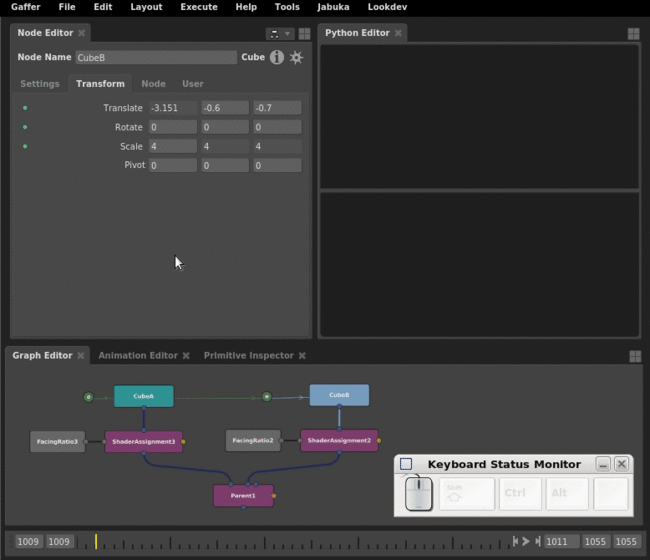 Gaffer File Edit Layout Execute Help Tools Jabuka Lookdev
Node Editor
Python Editor
Node Name CubeB Cube
Settings Transform Node User
Translate -3.151 -0.6 -0.7
Rotate 0 0 0
Scale 4 4 4
Pivot 0 0 0
Graph Editor Animation Editor Primitive Inspector
CubeA
CubeB
FacingRatio3 ShaderAssignment3 FacingRatio2 ShaderAssignment2
Parent1
Keyboard Status Monitor
Shift Ctrl Alt
1009 1009 1011 1055 1055